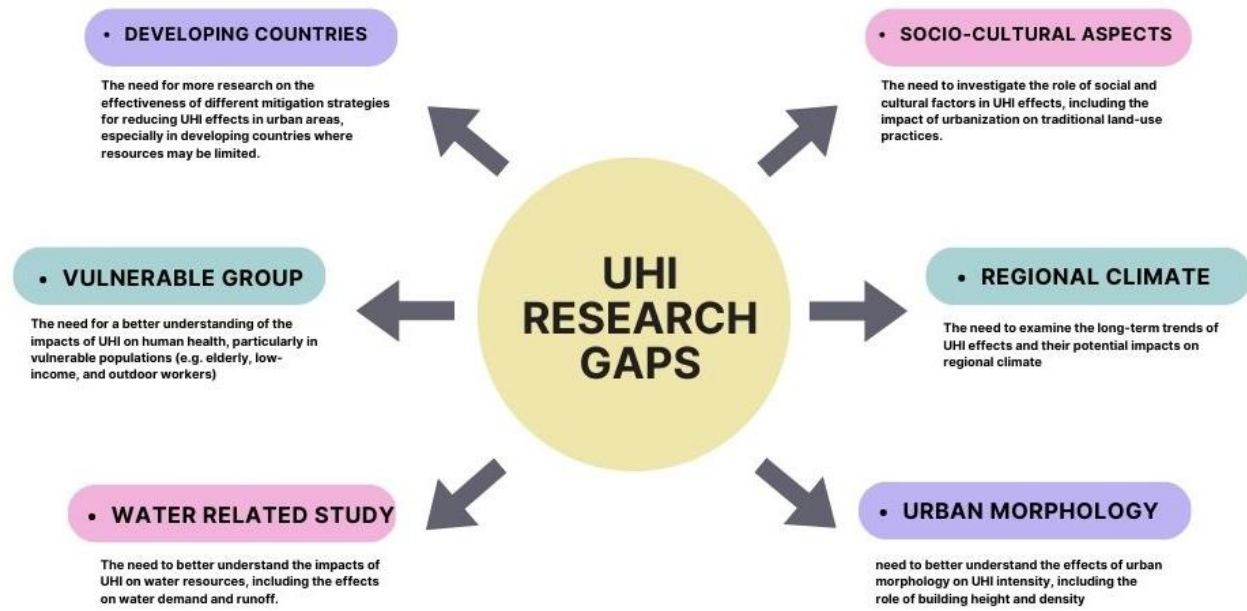 • DEVELOPING COUNTRIES
The need for more research on the
effectiveness of different mitigation strategies
for reducing UHI effects in urban areas,
especially in developing countries where
resources may be limited.
• SOCIO-CULTURAL ASPECTS
The need to investigate the role of social and
cultural factors in UHI effects, including the
impact of urbanization on traditional land-use
practices.
UHI
RESEARCH
GAPS
• VULNERABLE GROUP
The need for a better understanding of the
impacts of UHI on human health, particularly in
vulnerable populations (e.g. elderly, low-
income, and outdoor workers)
• REGIONAL CLIMATE
The need to examine the long-term trends of
UHI effects and their potential impacts on
regional climate
• WATER RELATED STUDY
The need to better understand the impacts of
UHI on water resources, including the effects
on water demand and runoff.
• URBAN MORPHOLOGY
need to better understand the effects of urban
morphology on UHI intensity, including the
role of building height and density